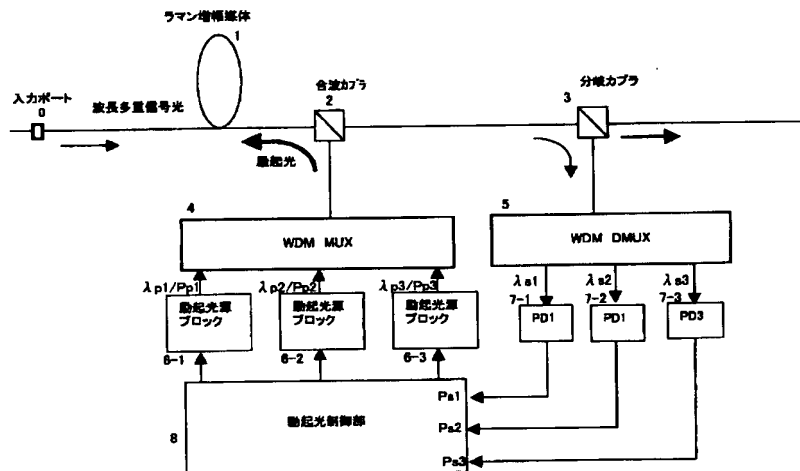 ラマン増幅媒体
1
合波カプラ
2
分岐カプラ
3
入力ポート
0
波長多重信号光
励起光
4
WDM MUX
5
WDM DMUX
λp1/Pp1
λp2/Pp2
λp3/Pp3
λs1
λs2
λs3
7-1
7-2
7-3
励起光源
ブロック
励起光源
ブロック
励起光源
ブロック
PD1
PD1
PD3
6-1
6-2
6-3
8
励起光制御部
Ps1
Ps2
Ps3